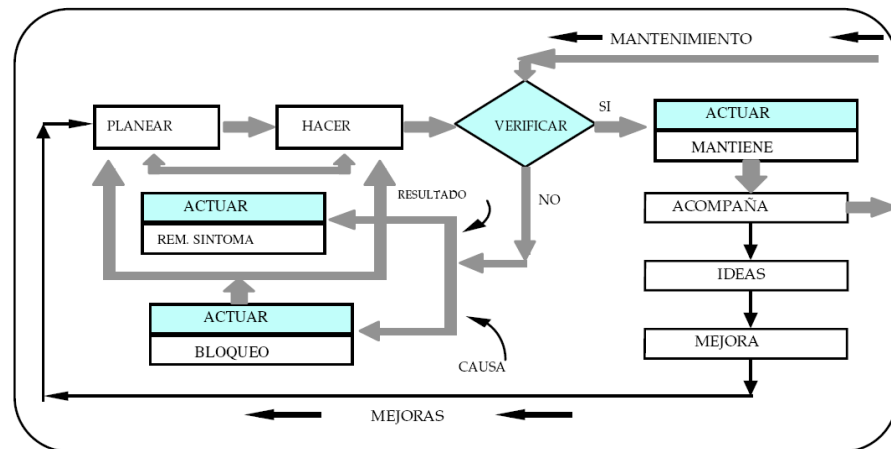 MANTENIMIENTO
PLANEAR
HACER
VERIFICAR
SI
ACTUAR
MANTIENE
NO
RESULTADO
ACTUAR
REM. SINTOMA
ACOMPAÑA
IDEAS
ACTUAR
BLOQUEO
CAUSA
MEJORA
MEJORAS